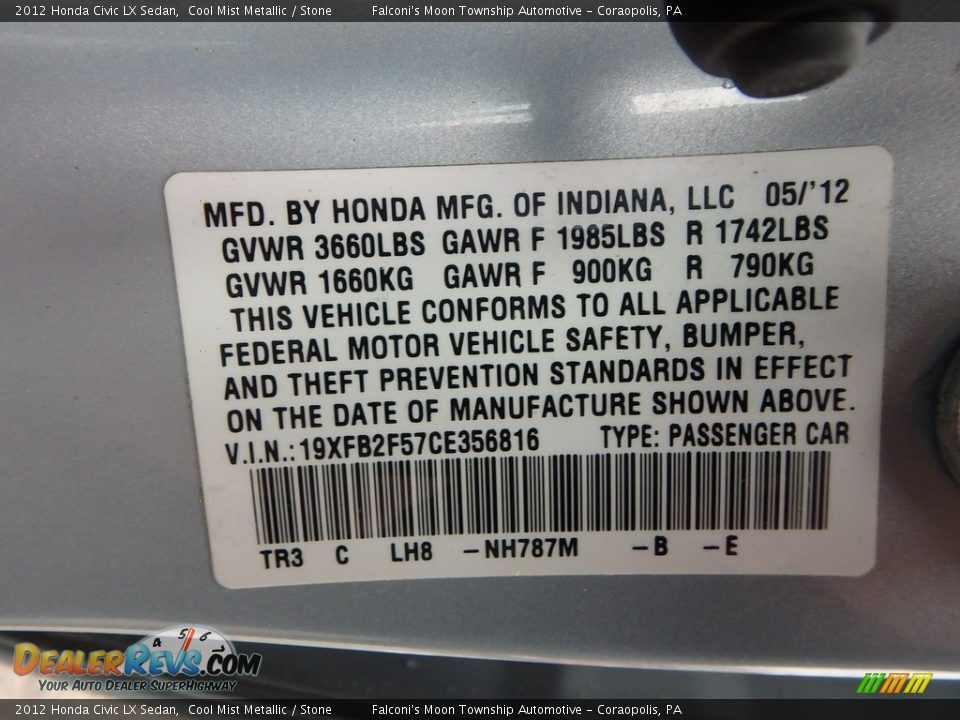 2012 Honda Civic LX Sedan, Cool Mist Metallic / Stone Falconi's Moon Township Automotive - Coraopolis, PA
MFD. BY HONDA MFG. OF INDIANA, LLC 05/'12
GVWR 3660LBS GAWR F 1985LBS R 1742LBS
GVWR 1660KG GAWR F 900KG R 790KG
THIS VEHICLE CONFORMS TO ALL APPLICABLE
FEDERAL MOTOR VEHICLE SAFETY, BUMPER,
AND THEFT PREVENTION STANDARDS IN EFFECT
ON THE DATE OF MANUFACTURE SHOWN ABOVE.
V.I.N.:19XFB2F57CE356816 TYPE: PASSENGER CAR
TR3 C LH8 -NH787M -B -E
4 5 6
DEALERREVS.COM
YOUR AUTO DEALER SUPERHIGHWAY
2012 Honda Civic LX Sedan, Cool Mist Metallic / Stone Falconi's Moon Township Automotive - Coraopolis, PA